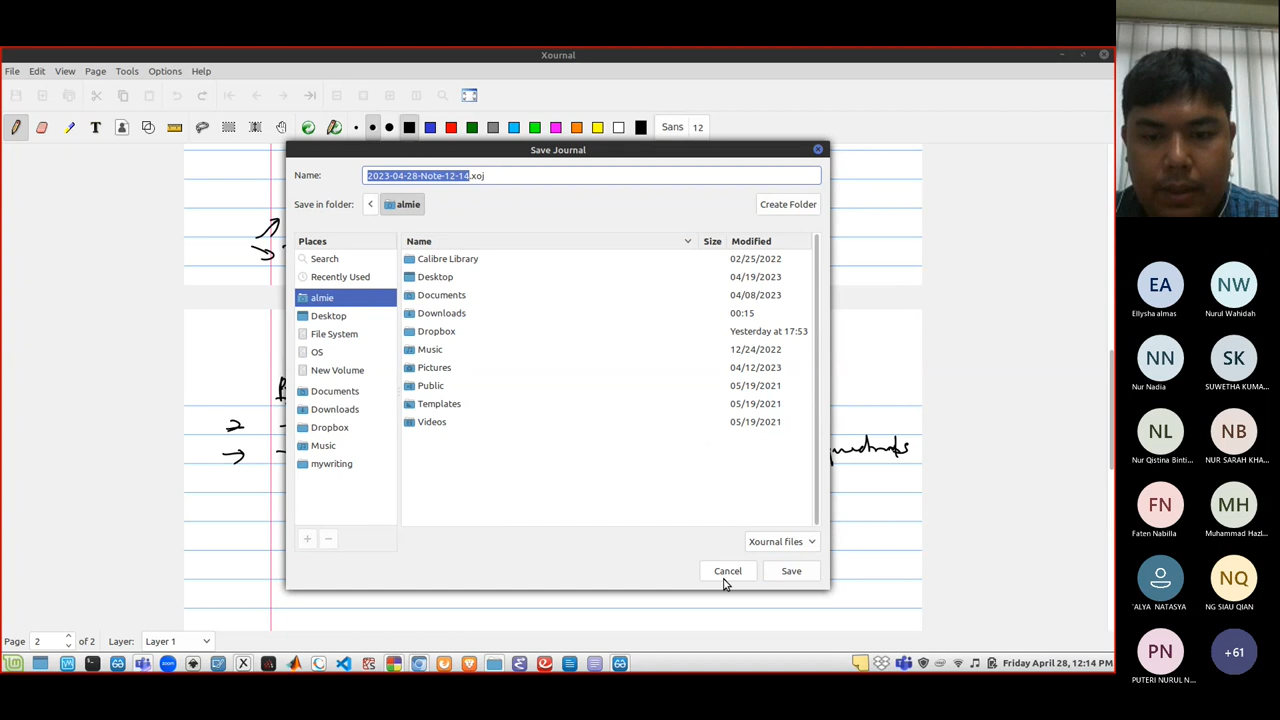 Xournal
File Edit View Page Tools Options Help
Sans 12
Save Journal
Name: 2023-04-28-Note-12-14.xoj
Save in folder: almie Create Folder
Places Name Size Modified
Search Calibre Library 02/25/2022
Recently Used Desktop 04/19/2023
almie Documents 04/08/2023
Desktop Downloads 00:15
File System Dropbox Yesterday at 17:53
OS Music 12/24/2022
New Volume Pictures 04/12/2023
Documents Public 05/19/2021
Downloads Templates 05/19/2021
Dropbox Videos 05/19/2021
Music
mywriting
Xournal files
Cancel Save
Page 2 of 2 Layer: Layer 1
Friday April 28, 12:14 PM
EA NW
Ellysha almas Nurul Wahidah
NN SK
Nur Nadia SUWETHA KUMA...
NL NB
Nur Qistina Binti... NUR SARAH KHA...
FN MH
Faten Nabilla Muhammad Hazl...
NQ
'ALYA NATASYA NG SIAU QIAN
PN +61
PUTERI NURUL N...